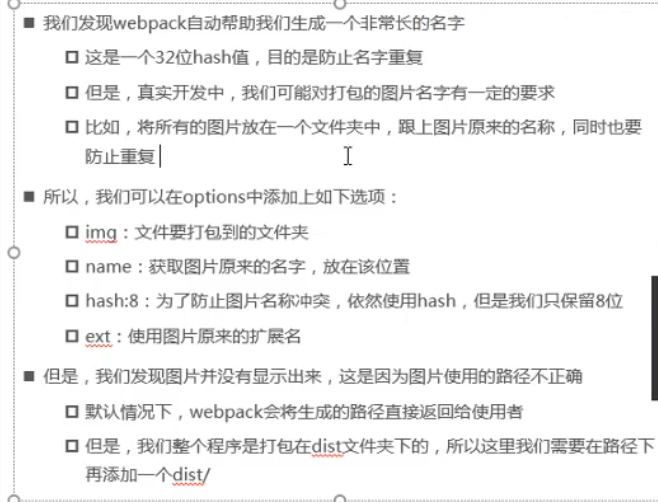 我们发现webpack自动帮助我们生成一个非常长的名字
这是一个32位hash值，目的是防止名字重复
但是，真实开发中，我们可能对打包的图片名字有一定的要求
比如，将所有的图片放在一个文件夹中，跟上图片原来的名称，同时也要
防止重复
所以，我们可以在options中添加上如下选项：
img：文件要打包到的文件夹
name：获取图片原来的名字，放在该位置
hash:8：为了防止图片名称冲突，依然使用hash，但是我们只保留8位
ext：使用图片原来的扩展名
但是，我们发现图片并没有显示出来，这是因为图片使用的路径不正确
默认情况下，webpack会将生成的路径直接返回给使用者
但是，我们整个程序是打包在dist文件夹下的，所以这里我们需要在路径下
再添加一个dist/